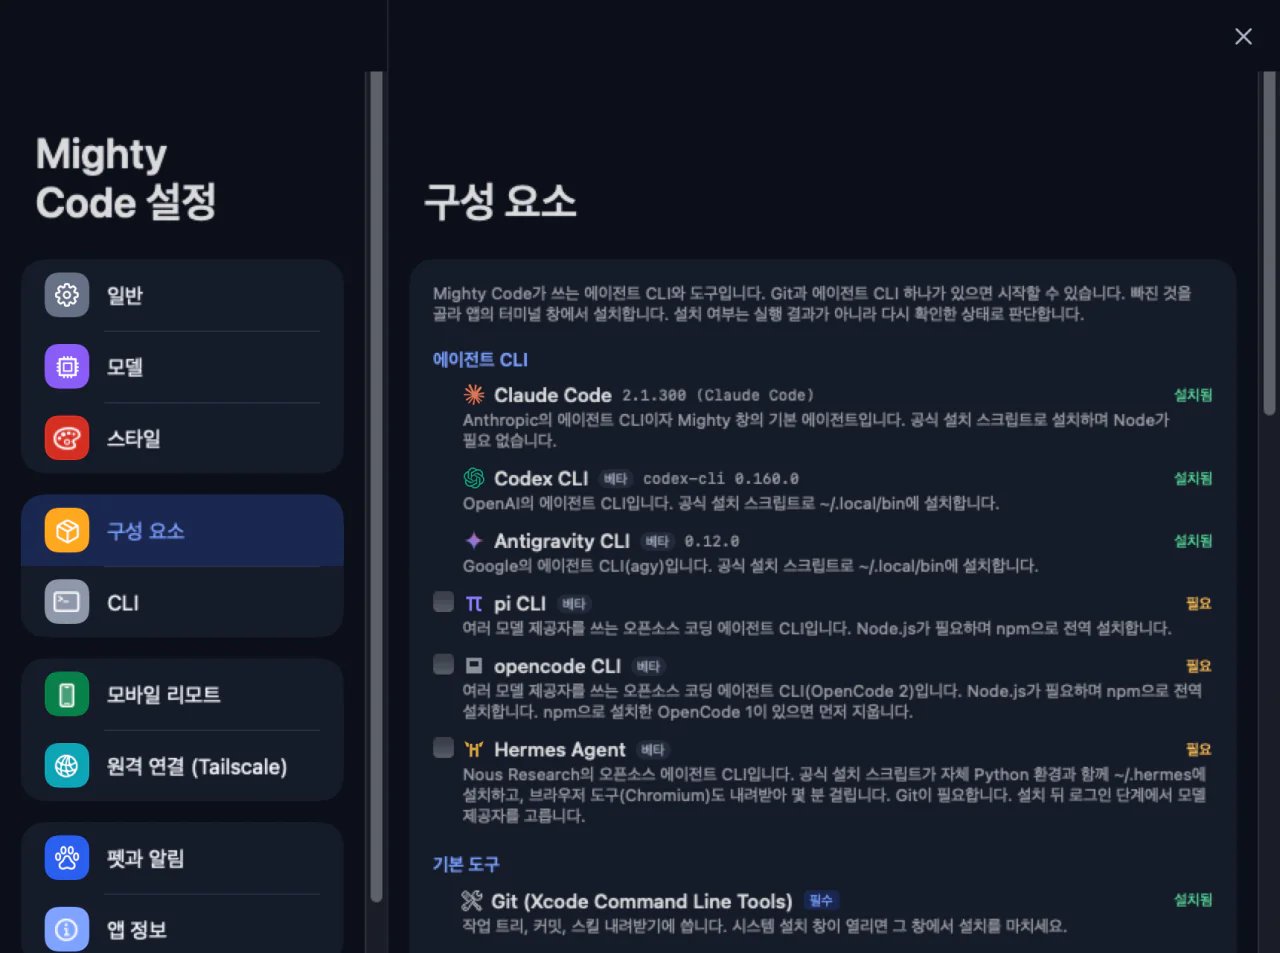 Mighty
Code 설정
일반
모델
스타일
구성 요소
CLI
모바일 리모트
원격 연결 (Tailscale)
펫과 알림
앱 정보
구성 요소
Mighty Code가 쓰는 에이전트 CLI와 도구입니다. Git과 에이전트 CLI 하나가 있으면 시작할 수 있습니다. 빠진 것을
골라 앱의 터미널 창에서 설치합니다. 설치 여부는 실행 결과가 아니라 다시 확인한 상태로 판단합니다.
에이전트 CLI
Claude Code 2.1.300 (Claude Code) 설치됨
Anthropic의 에이전트 CLI이자 Mighty 창의 기본 에이전트입니다. 공식 설치 스크립트로 설치하며 Node가
필요 없습니다.
Codex CLI 베타 codex-cli 0.160.0 설치됨
OpenAI의 에이전트 CLI입니다. 공식 설치 스크립트로 ~/.local/bin에 설치합니다.
Antigravity CLI 베타 0.12.0 설치됨
Google의 에이전트 CLI(agy)입니다. 공식 설치 스크립트로 ~/.local/bin에 설치합니다.
pi CLI 베타 필요
여러 모델 제공자를 쓰는 오픈소스 코딩 에이전트 CLI입니다. Node.js가 필요하며 npm으로 전역 설치합니다.
opencode CLI 베타 필요
여러 모델 제공자를 쓰는 오픈소스 코딩 에이전트 CLI(OpenCode 2)입니다. Node.js가 필요하며 npm으로 전역
설치합니다. npm으로 설치한 OpenCode 1이 있으면 먼저 지웁니다.
Hermes Agent 베타 필요
Nous Research의 오픈소스 에이전트 CLI입니다. 공식 설치 스크립트가 자체 Python 환경과 함께 ~/.hermes에
설치하고, 브라우저 도구(Chromium)도 내려받아 몇 분 걸립니다. Git이 필요합니다. 설치 뒤 로그인 단계에서 모델
제공자를 고릅니다.
기본 도구
Git (Xcode Command Line Tools) 필수 설치됨
작업 트리, 커밋, 스킬 내려받기에 씁니다. 시스템 설치 창이 열리면 그 창에서 설치를 마치세요.